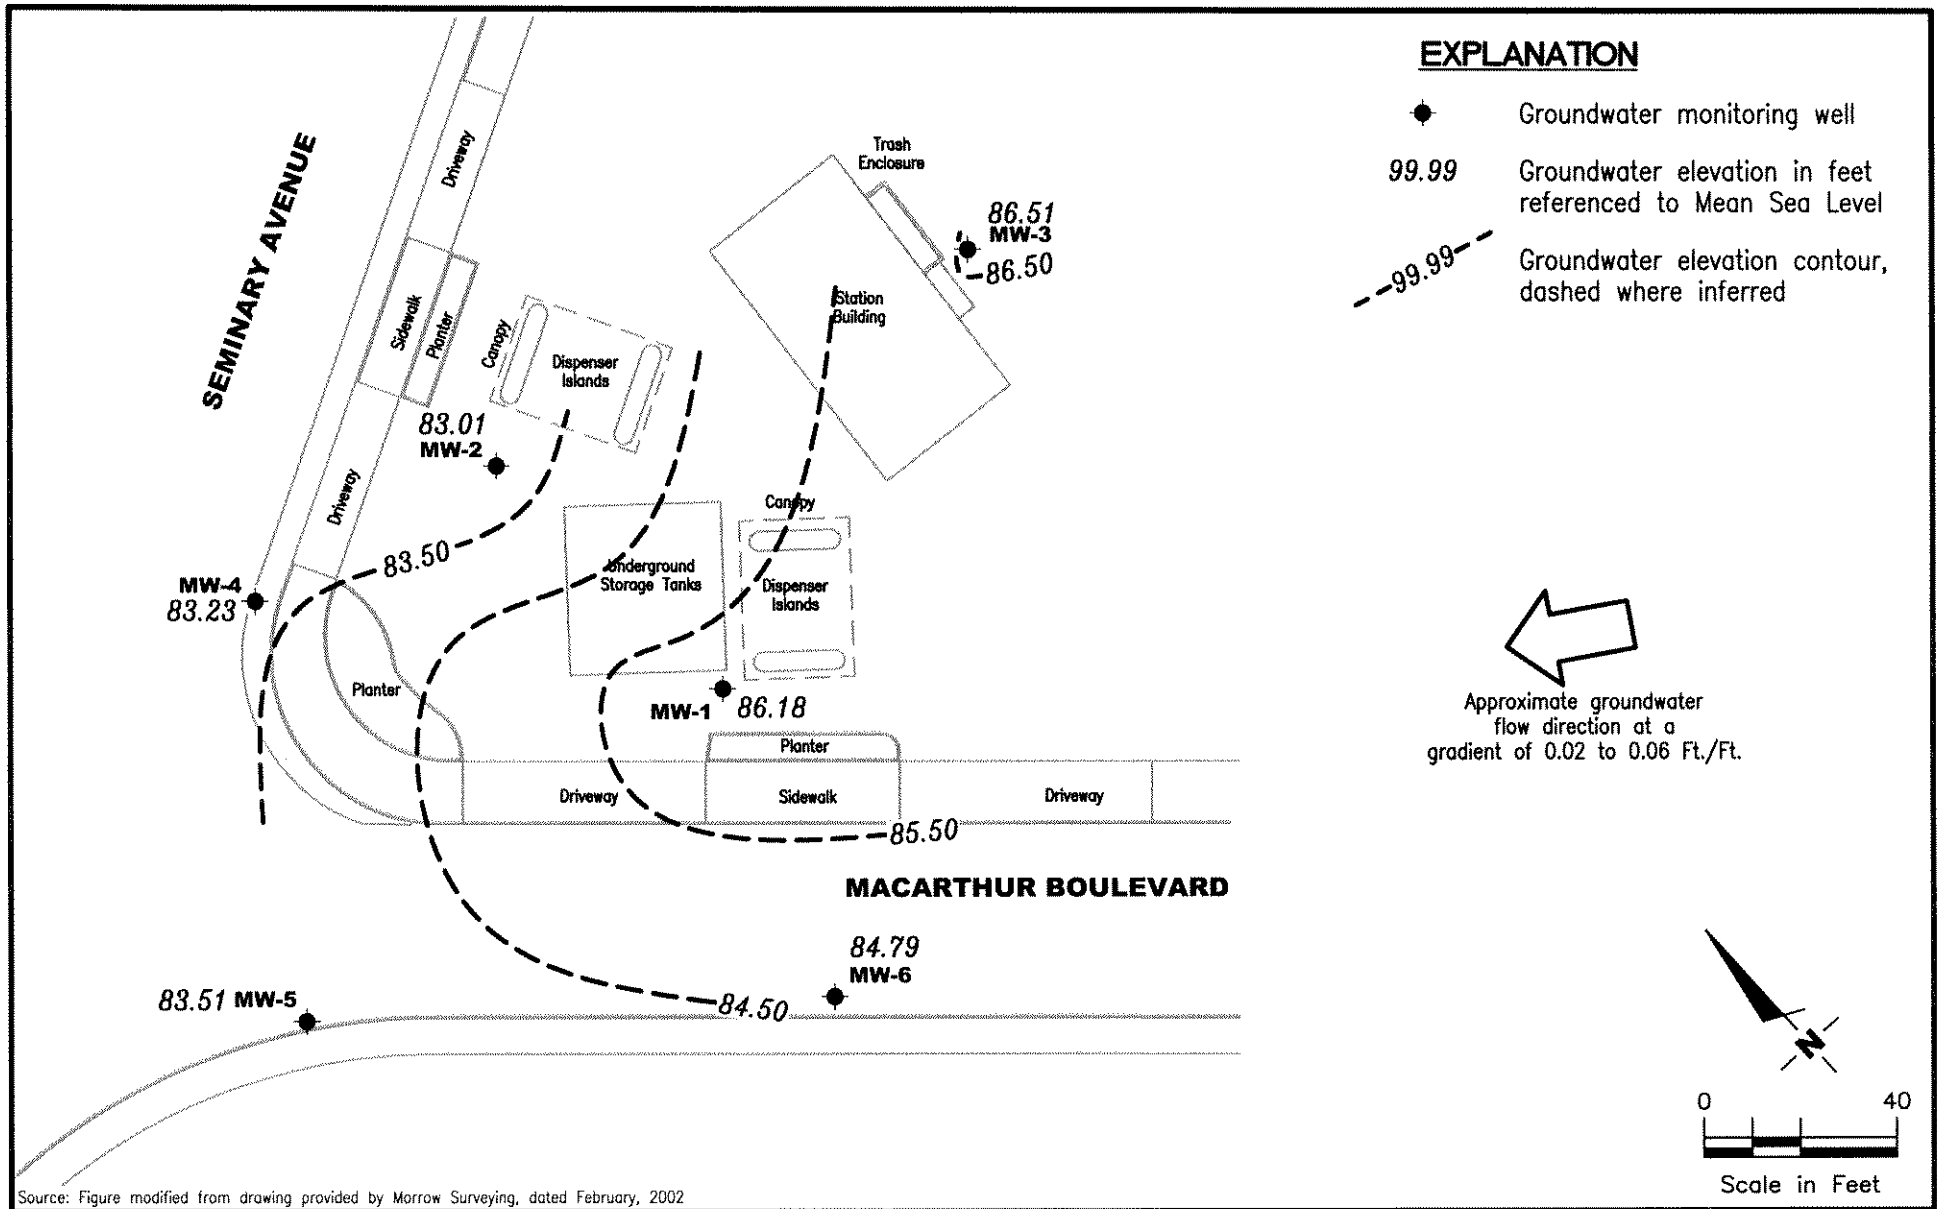 EXPLANATION
Groundwater monitoring well
99.99
Groundwater elevation in feet
referenced to Mean Sea Level
99.99
Groundwater elevation contour,
dashed where inferred
SEMINARY AVENUE
Driveway
Trash
Enclosure
86.51
MW-3
86.50
Station
Building
Sidewalk
Planter
Canopy
Dispenser
Islands
83.01
MW-2
Driveway
83.50
Canopy
Underground
Storage Tanks
Dispenser
Islands
MW-4
83.23
Planter
MW-1
86.18
Planter
Driveway
Sidewalk
Driveway
85.50
MACARTHUR BOULEVARD
84.79
MW-6
83.51 MW-5
84.50
Approximate groundwater
flow direction at a
gradient of 0.02 to 0.06 Ft./Ft.
N
0
40
Scale in Feet
Source: Figure modified from drawing provided by Morrow Surveying, dated February, 2002